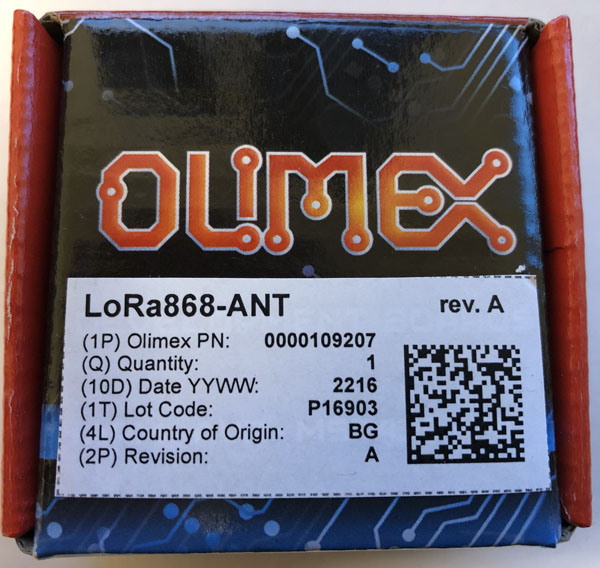 OLIMEX
LoRa868-ANT rev. A
(1P) Olimex PN: 0000109207
(Q) Quantity: 1
(10D) Date YYWW: 2216
(1T) Lot Code: P16903
(4L) Country of Origin: BG
(2P) Revision: A